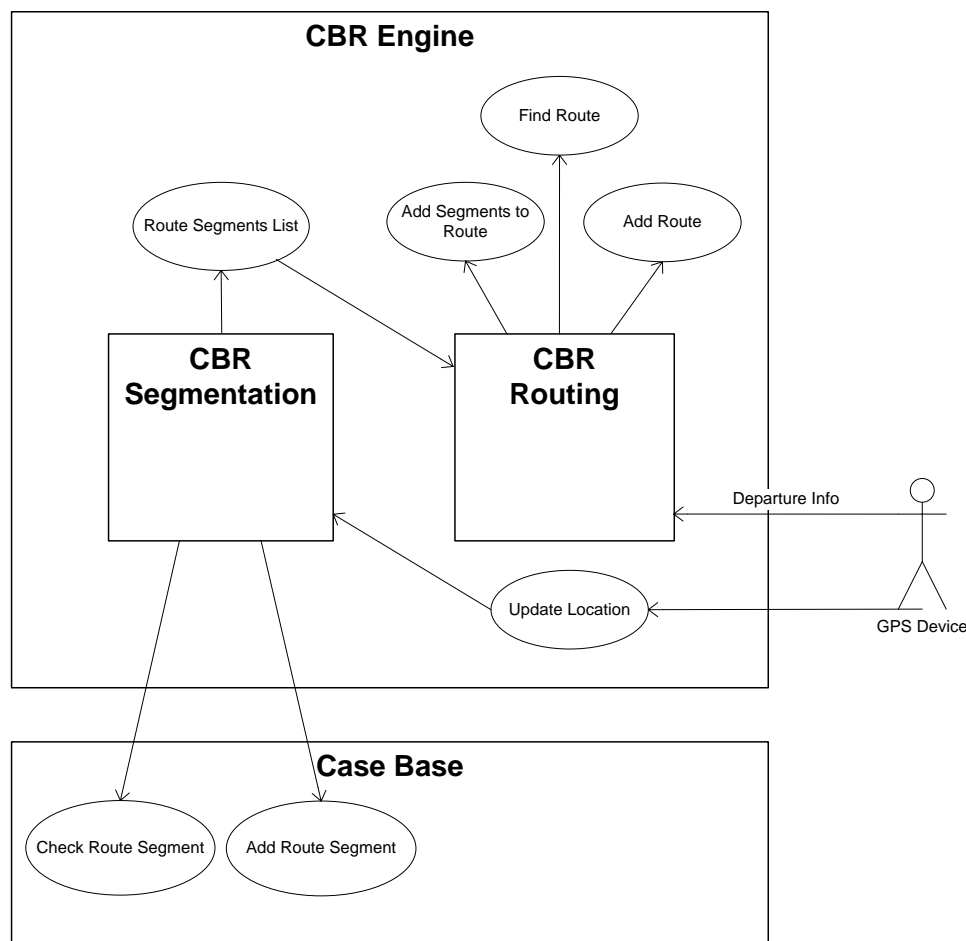 CBR Engine
Find Route
Add Segments to
Route
Add Route
Route Segments List
CBR
Segmentation
CBR
Routing
Departure Info
Update Location
GPS Device
Case Base
Check Route Segment
Add Route Segment